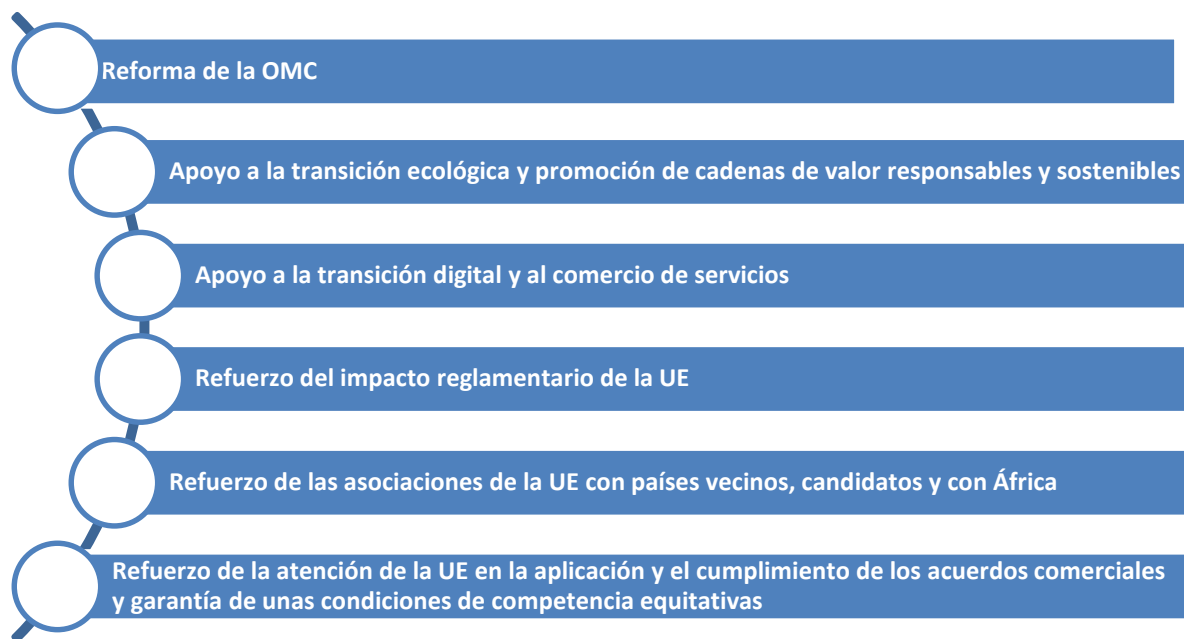 Reforma de la OMC
Apoyo a la transición ecológica y promoción de cadenas de valor responsables y sostenibles
Apoyo a la transición digital y al comercio de servicios
Refuerzo del impacto reglamentario de la UE
Refuerzo de las asociaciones de la UE con países vecinos, candidatos y con África
Refuerzo de la atención de la UE en la aplicación y el cumplimiento de los acuerdos comerciales
y garantía de unas condiciones de competencia equitativas